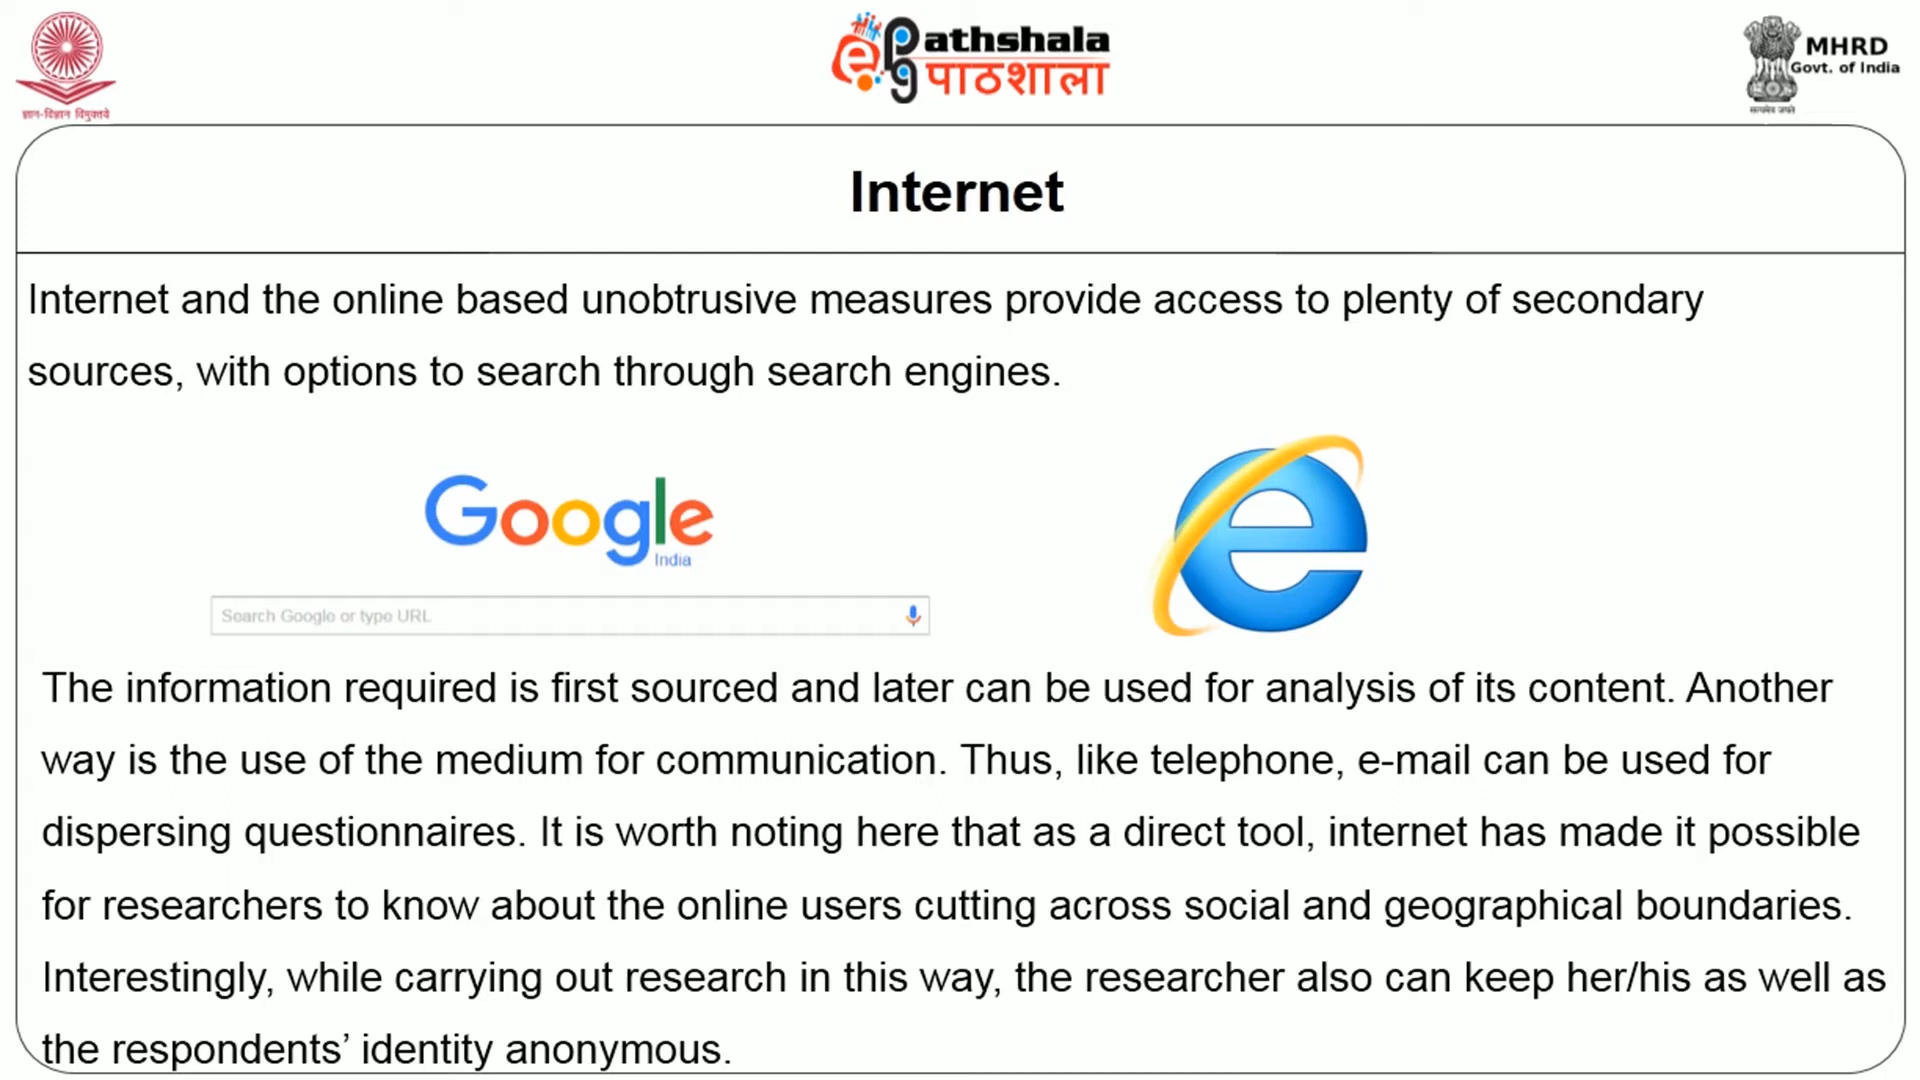 ज्ञान-विज्ञान विमुक्तये
e
pg
athshala
पाठशाला
MHRD
Govt. of India
सत्यमेव जयते
Internet
Internet and the online based unobtrusive measures provide access to plenty of secondary
sources, with options to search through search engines.
Google
India
Search Google or type URL
e
The information required is first sourced and later can be used for analysis of its content. Another
way is the use of the medium for communication. Thus, like telephone, e-mail can be used for
dispersing questionnaires. It is worth noting here that as a direct tool, internet has made it possible
for researchers to know about the online users cutting across social and geographical boundaries.
Interestingly, while carrying out research in this way, the researcher also can keep her/his as well as
the respondents’ identity anonymous.